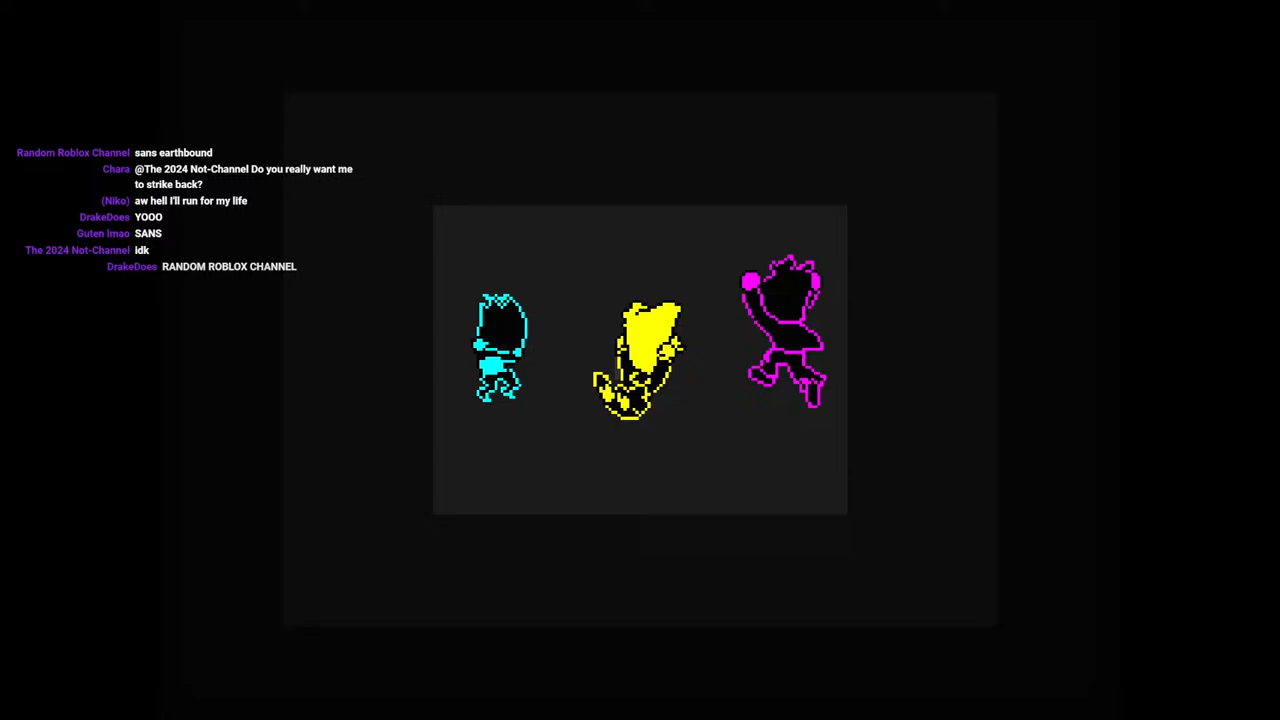 Random Roblox Channel sans earthbound
Chara @The 2024 Not-Channel Do you really want me
to strike back?
(Niko) aw hell I'll run for my life
DrakeDoes YOOO
Guten lmao SANS
The 2024 Not-Channel idk
DrakeDoes RANDOM ROBLOX CHANNEL